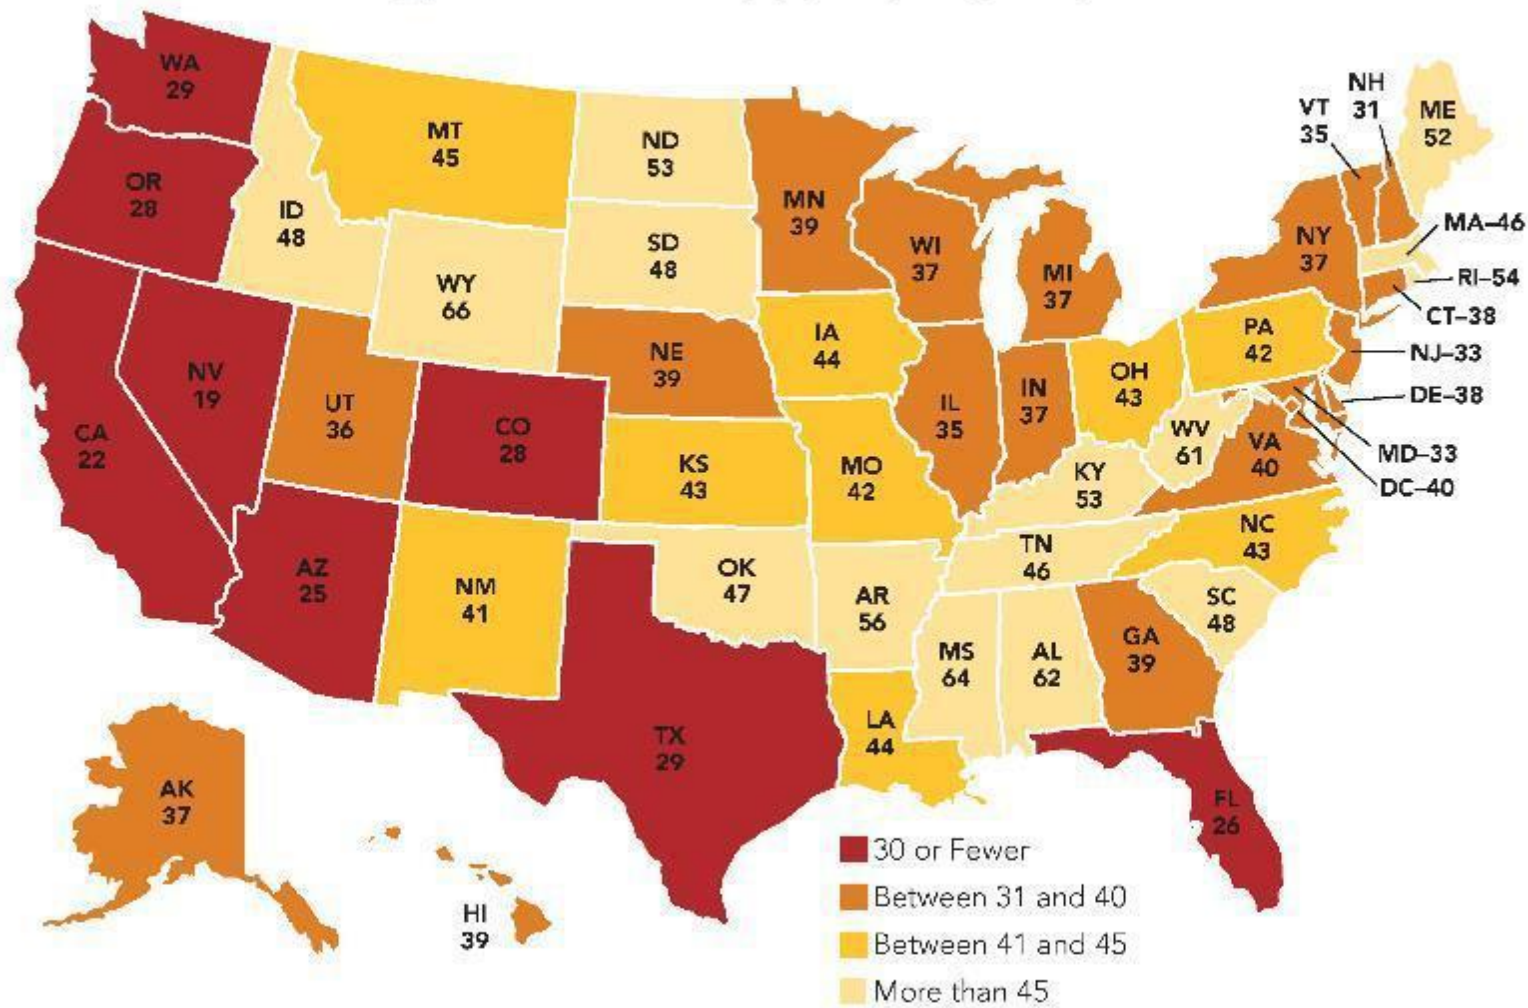 WA
29
OR
28
CA
22
NV
19
ID
48
MT
45
WY
66
UT
36
CO
28
AZ
25
NM
41
ND
53
SD
48
NE
39
KS
43
OK
47
TX
29
MN
39
IA
44
MO
42
AR
56
LA
44
WI
37
IL
35
MI
37
IN
37
OH
43
KY
53
TN
46
MS
64
AL
62
GA
39
FL
26
SC
48
NC
43
VA
40
WV
61
PA
42
NY
37
VT
35
NH
31
ME
52
MA–46
RI–54
CT–38
NJ–33
DE–38
MD–33
DC–40
AK
37
HI
39
30 or Fewer
Between 31 and 40
Between 41 and 45
More than 45